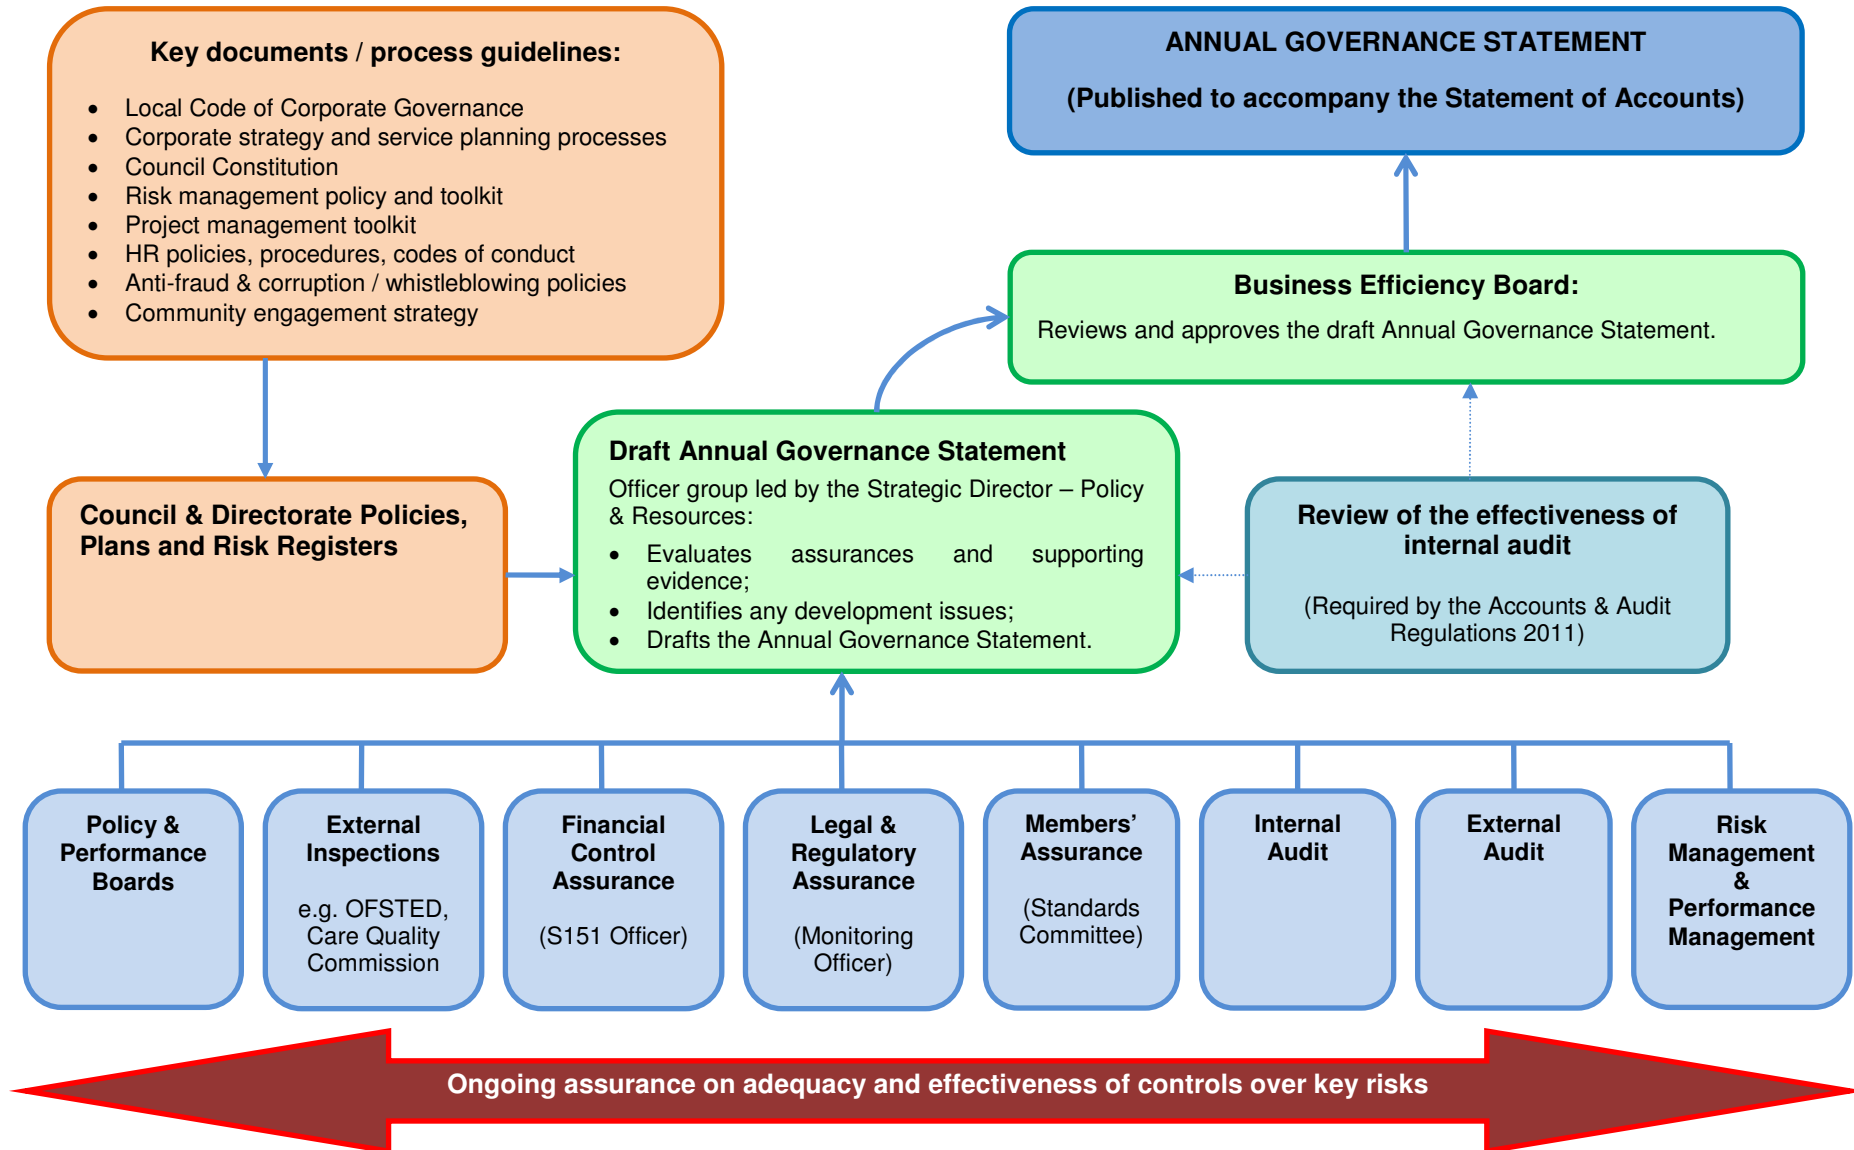 Key documents / process guidelines:
• Local Code of Corporate Governance
• Corporate strategy and service planning processes
• Council Constitution
• Risk management policy and toolkit
• Project management toolkit
• HR policies, procedures, codes of conduct
• Anti-fraud & corruption / whistleblowing policies
• Community engagement strategy
ANNUAL GOVERNANCE STATEMENT
(Published to accompany the Statement of Accounts)
Business Efficiency Board:
Reviews and approves the draft Annual Governance Statement.
Council & Directorate Policies,
Plans and Risk Registers
Draft Annual Governance Statement
Officer group led by the Strategic Director – Policy
& Resources:
• Evaluates assurances and supporting
evidence;
• Identifies any development issues;
• Drafts the Annual Governance Statement.
Review of the effectiveness of
internal audit
(Required by the Accounts & Audit
Regulations 2011)
Policy &
Performance
Boards
External
Inspections
e.g. OFSTED,
Care Quality
Commission
Financial
Control
Assurance
(S151 Officer)
Legal &
Regulatory
Assurance
(Monitoring
Officer)
Members’
Assurance
(Standards
Committee)
Internal
Audit
External
Audit
Risk
Management
&
Performance
Management
Ongoing assurance on adequacy and effectiveness of controls over key risks